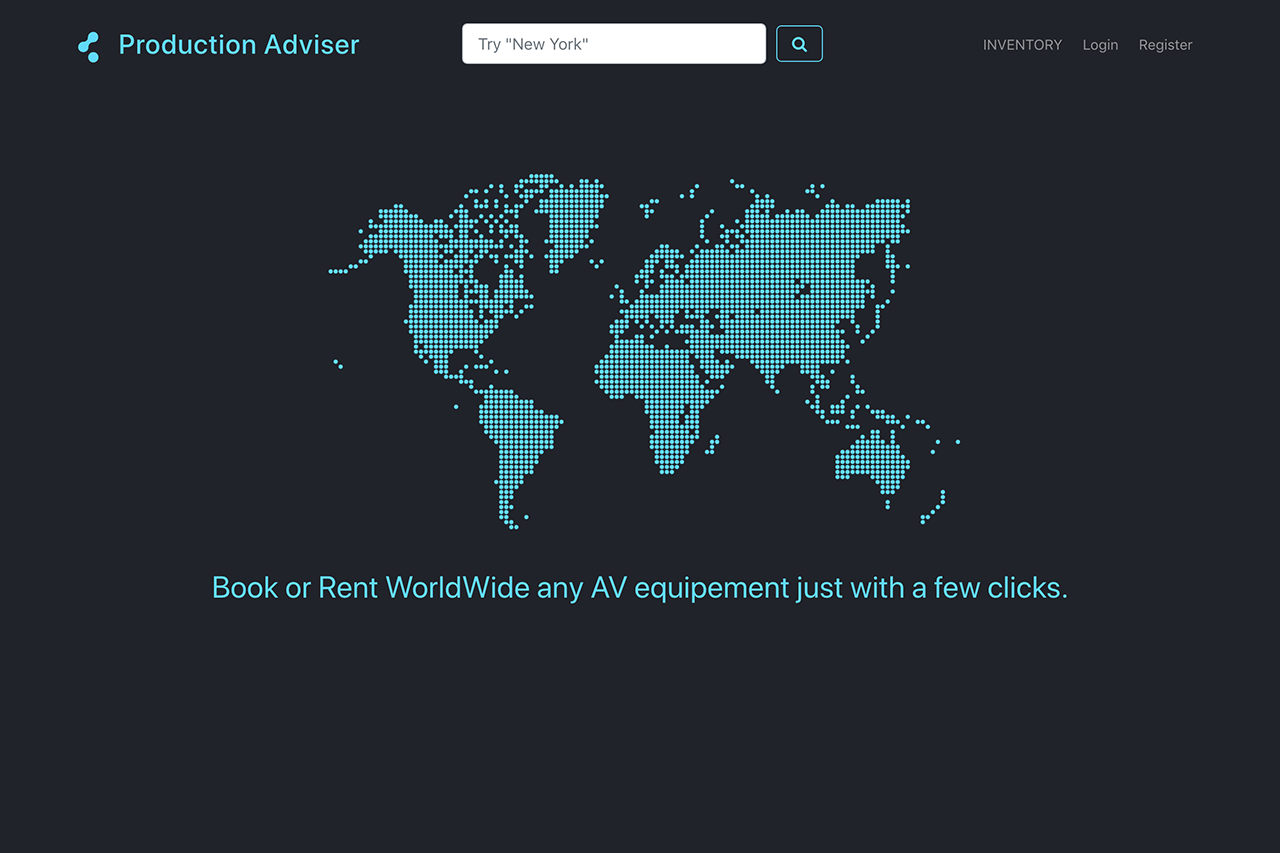 Production Adviser
Try "New York"
INVENTORY Login Register
Book or Rent WorldWide any AV equipement just with a few clicks.